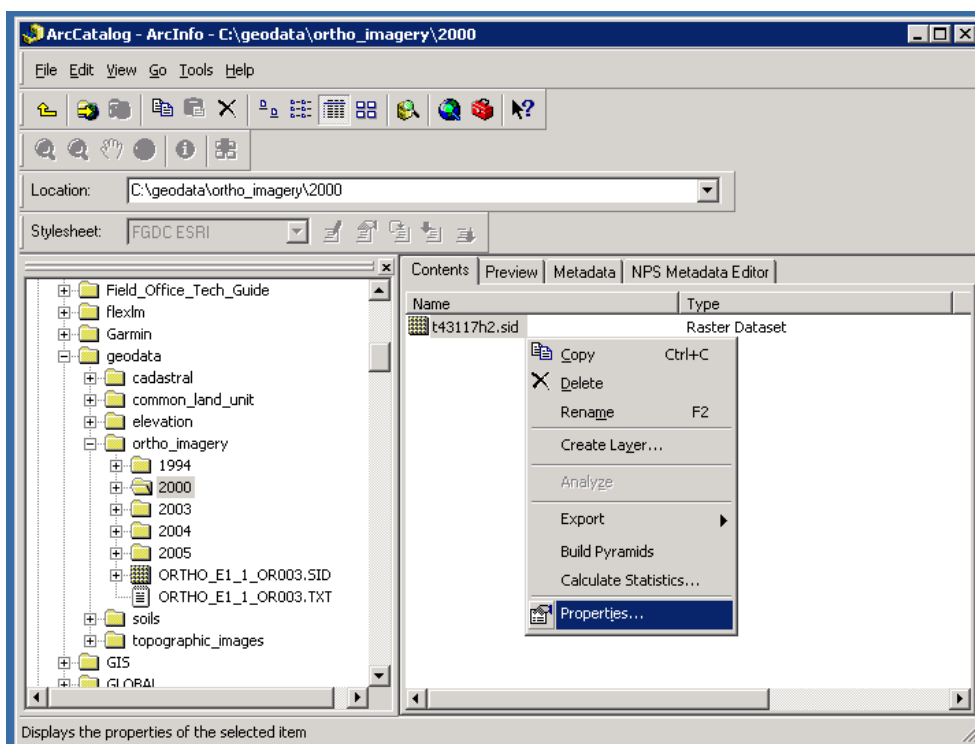 ArcCatalog - ArcInfo - C:\geodata\ortho_imagery\2000
File Edit View Go Tools Help
Location: C:\geodata\ortho_imagery\2000
Stylesheet: FGDC ESRI
Field_Office_Tech_Guide
flexlm
Garmin
geodata
cadastral
common_land_unit
elevation
ortho_imagery
1994
2000
2003
2004
2005
ORTHO_E1_1_OR003.SID
ORTHO_E1_1_OR003.TXT
soils
topographic_images
GIS
GLOBAL
Contents Preview Metadata NPS Metadata Editor
Name Type
t43117h2.sid Raster Dataset
Copy Ctrl+C
Delete
Rename F2
Create Layer...
Analyze
Export
Build Pyramids
Calculate Statistics...
Properties...
Displays the properties of the selected item